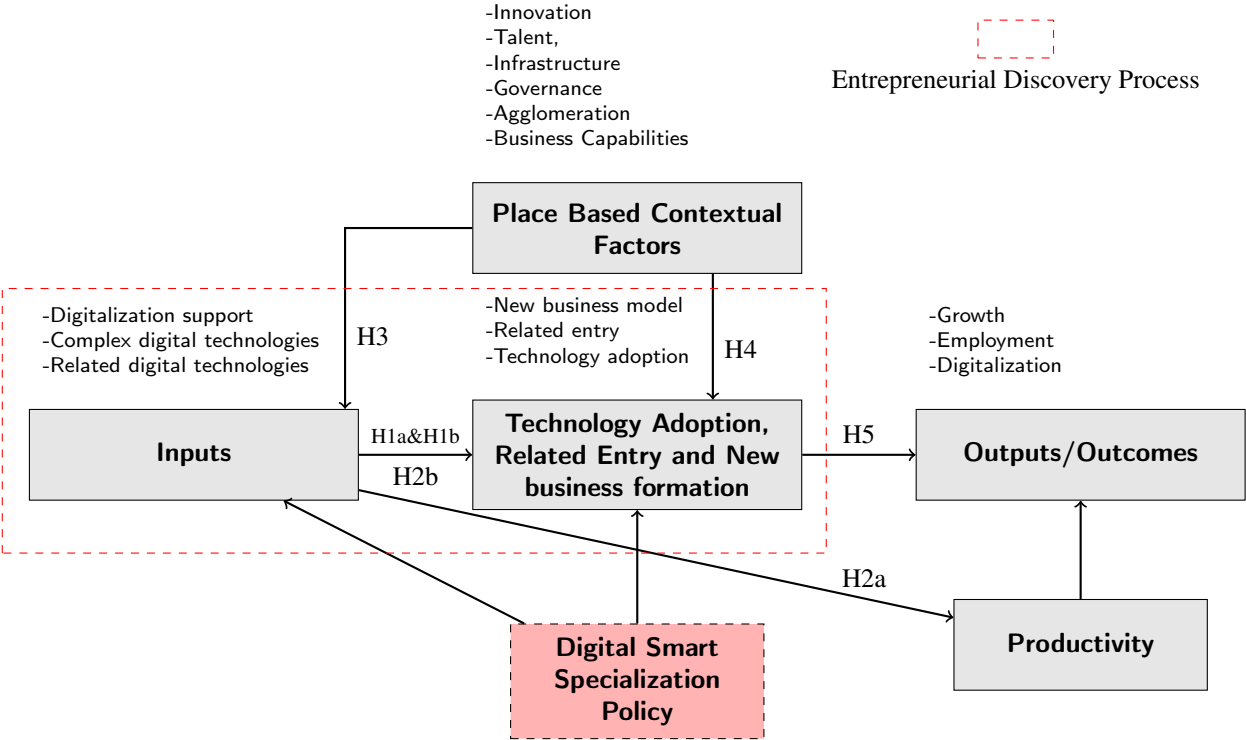 -Innovation
-Talent,
-Infrastructure
-Governance
-Agglomeration
-Business Capabilities
Entrepreneurial Discovery Process
Place Based Contextual
Factors
-Digitalization support
-Complex digital technologies
-Related digital technologies
H3
-New business model
-Related entry
-Technology adoption
H4
-Growth
-Employment
-Digitalization
Inputs
H1a&H1b
H2b
Technology Adoption,
Related Entry and New
business formation
H5
Outputs/Outcomes
H2a
Digital Smart
Specialization
Policy
Productivity